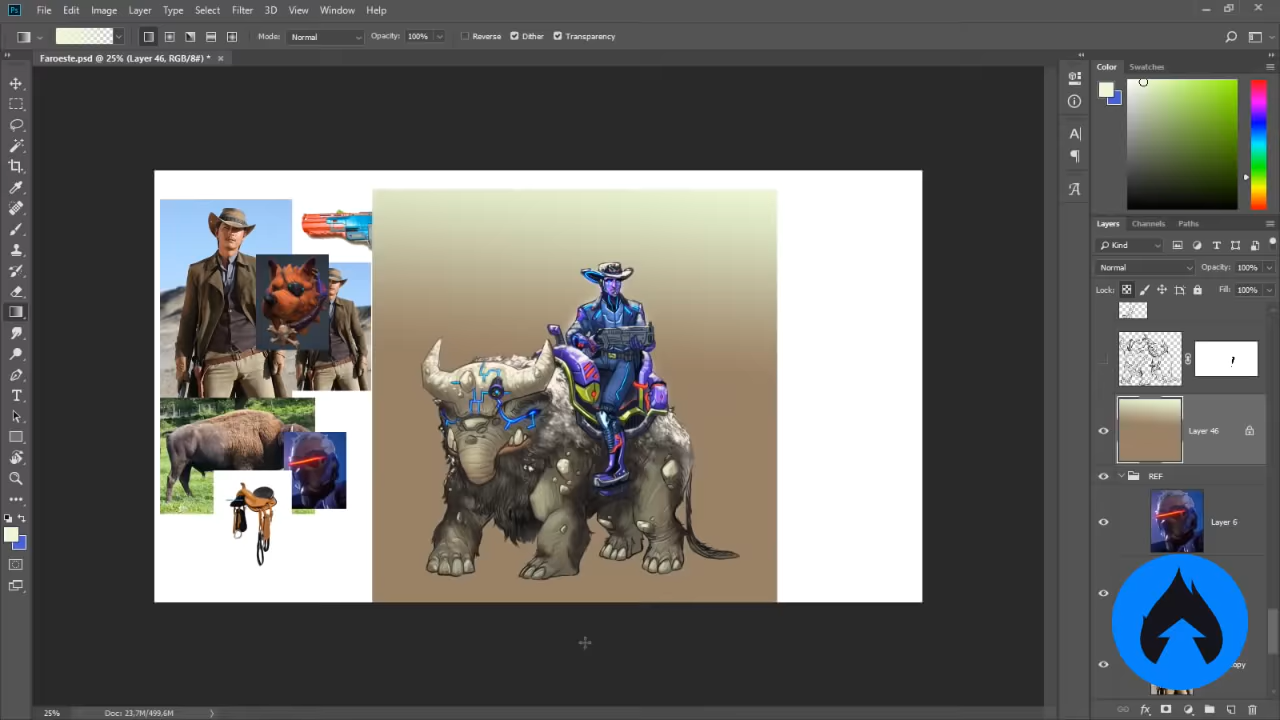 Ps File Edit Image Layer Type Select Filter 3D View Window Help
Mode: Normal Opacity: 100% Reverse Dither Transparency
Faroeste.psd @ 25% (Layer 46, RGB/8#) * ×
Color Swatches
Layers Channels Paths
Kind
Normal Opacity: 100%
Lock: Fill: 100%
Layer 46
REF
Layer 6
opy
25% Doc: 23,7M/499,6M